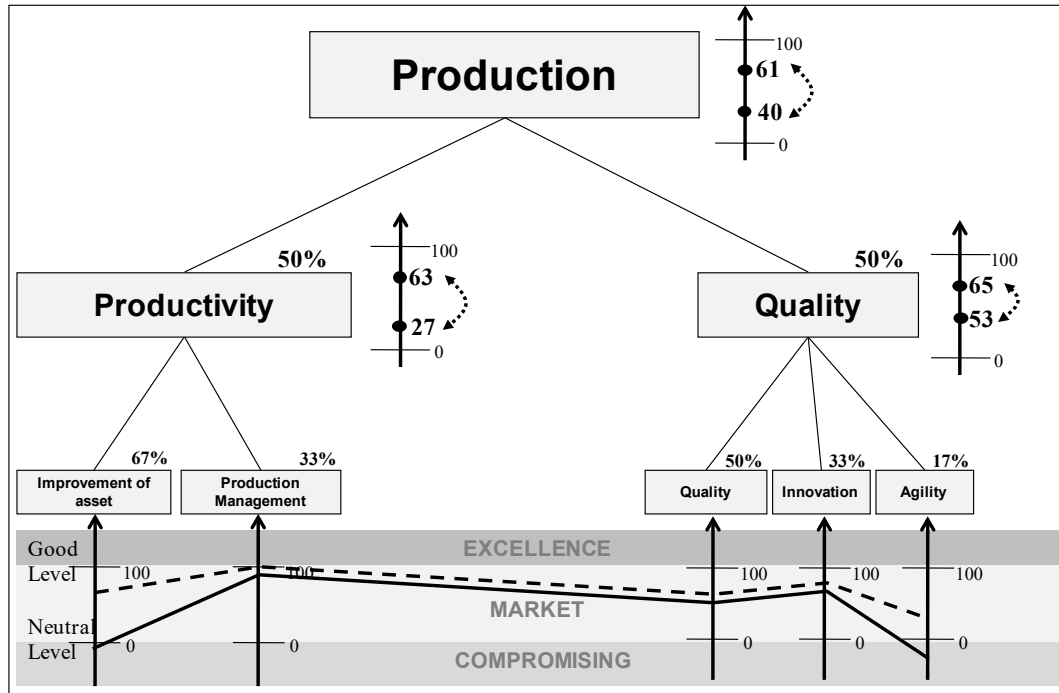 Production
100
61
40
0
50%
Productivity
100
63
27
0
50%
Quality
100
65
53
0
67%
Improvement of
asset
33%
Production
Management
50%
Quality
33%
Innovation
17%
Agility
Good
Level
EXCELLENCE
100
100
100
100
100
MARKET
Neutral
Level
0
0
0
0
0
COMPROMISING